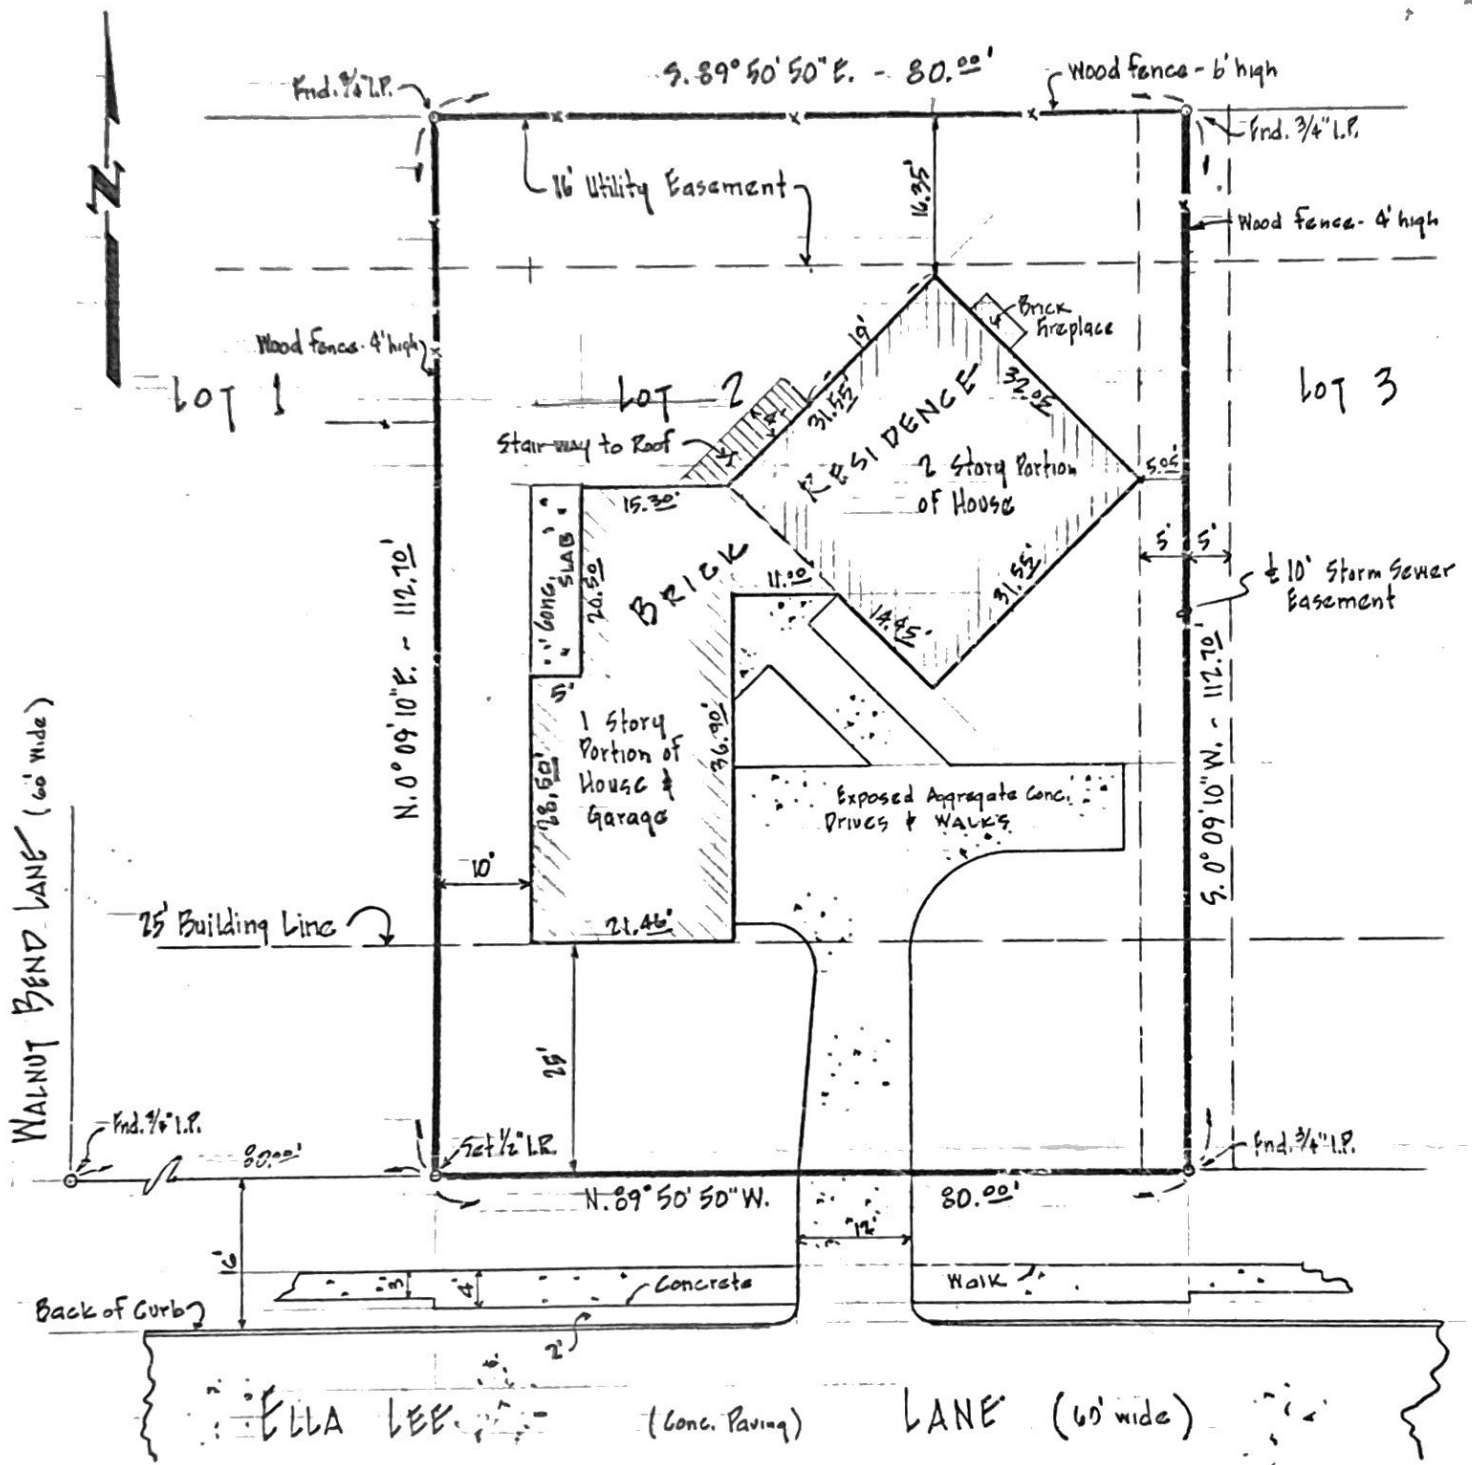 S. 89° 50' 50" E. - 80.00'
Wood fence - 6' high
Fnd. 3/4" I.P.
Fnd. 3/4" I.P.
N
16' Utility Easement
16.35'
Wood fence - 4' high
Brick
fireplace
4'
19'
Wood fence - 4' high
LOT 1
LOT 2
LOT 3
31.55'
32.05'
4'
Stairway to Roof
RESIDENCE
2 Story Portion
of House
5.05'
15.30'
5'
5'
" Conc. "
" SLAB "
20.50
BRICK
11.00
31.55'
14.45'
℄ 10' Storm Sewer
Easement
N. 0° 09' 10" E. - 112.70'
5'
1 Story
Portion of
House &
Garage
28.50'
36.90'
Exposed Aggregate Conc.
Drives & WALKS
S. 0° 09' 10" W. - 112.70'
WALNUT BEND LANE (60' wide)
10'
25' Building Line
21.46'
25'
Fnd. 3/4" I.P.
80.00'
Set 1/2" I.R.
Fnd. 3/4" I.P.
N. 89° 50' 50" W.
80.00'
12'
16'
3'
4'
Concrete
Walk
Back of Curb
2'
ELLA LEE
(Conc. Paving)
LANE (60' wide)